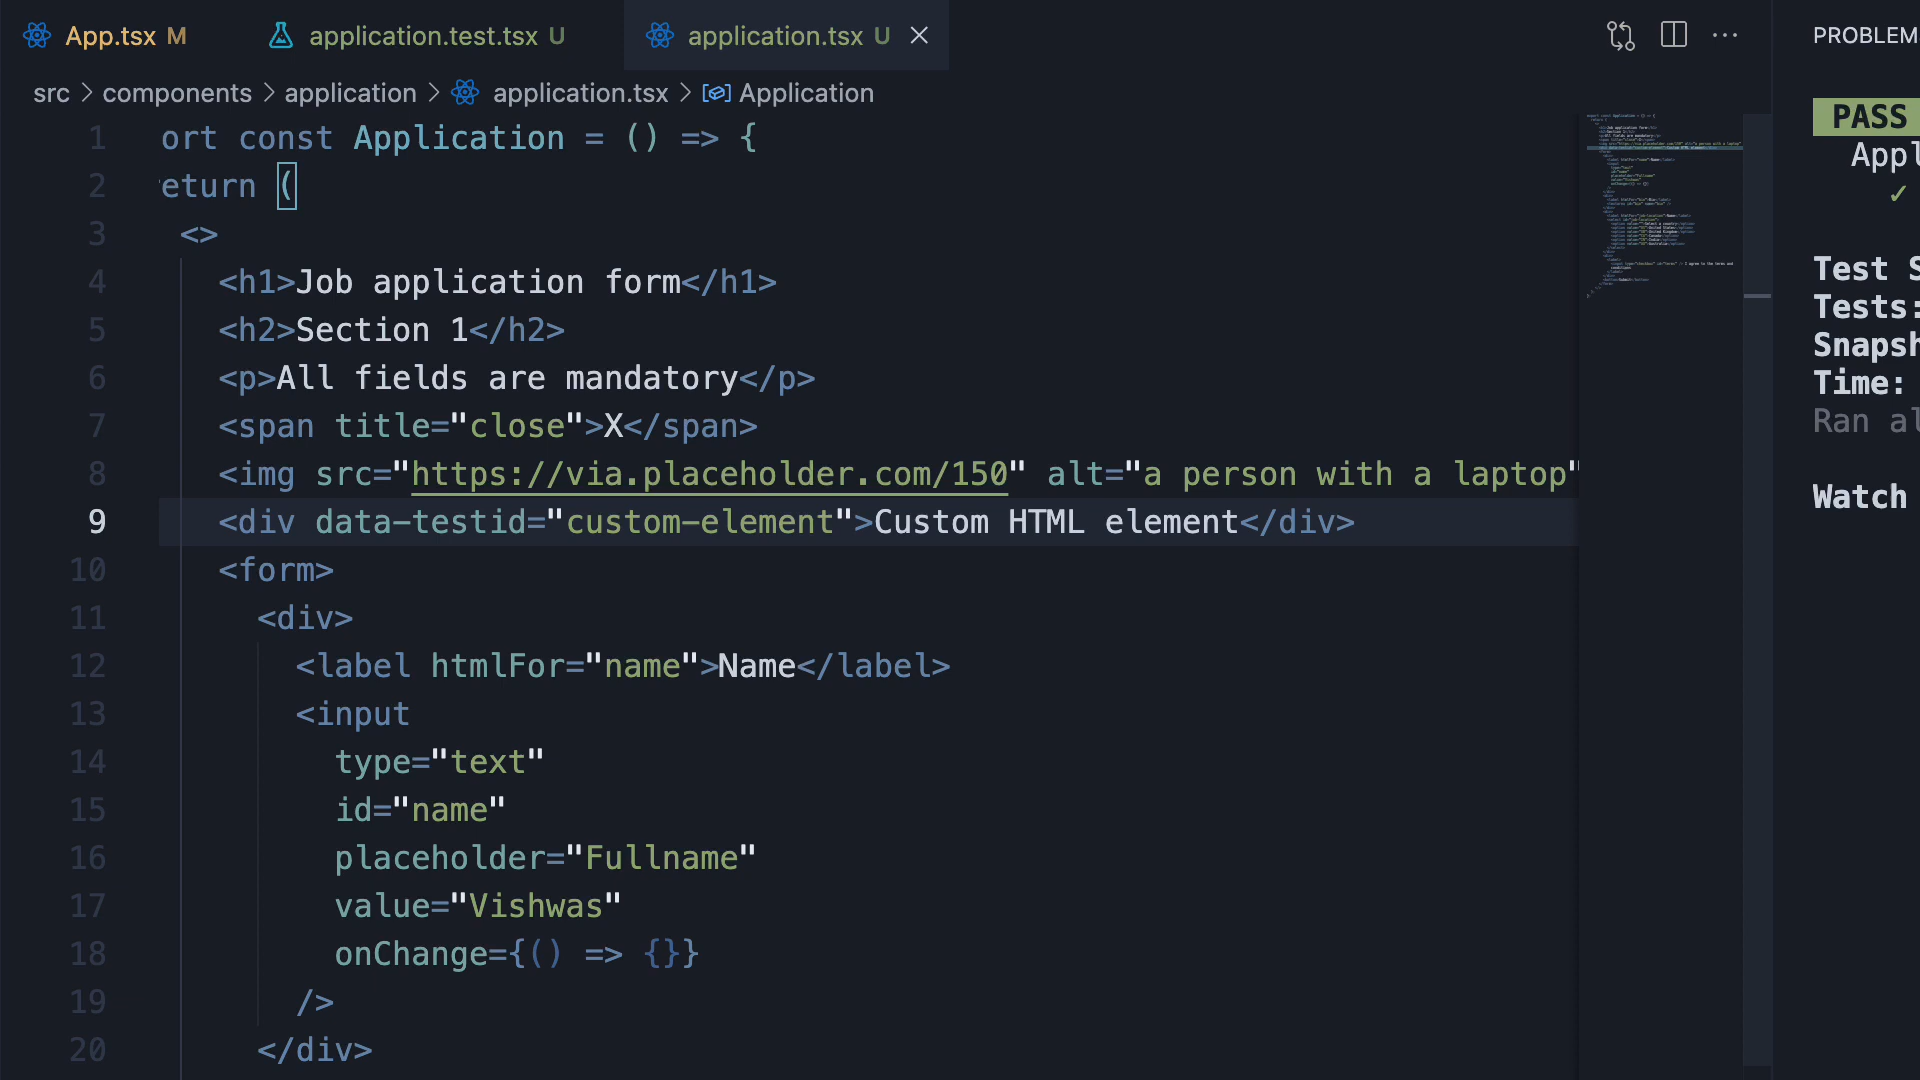 App.tsx M
application.test.tsx U
application.tsx U
PROBLEM
src > components > application > application.tsx > Application
1 ort const Application = () => {
2 eturn (
3 <>
4 <h1>Job application form</h1>
5 <h2>Section 1</h2>
6 <p>All fields are mandatory</p>
7 <span title="close">X</span>
8 <img src="https://via.placeholder.com/150" alt="a person with a laptop"
9 <div data-testid="custom-element">Custom HTML element</div>
10 <form>
11 <div>
12 <label htmlFor="name">Name</label>
13 <input
14 type="text"
15 id="name"
16 placeholder="Fullname"
17 value="Vishwas"
18 onChange={() => {}}
19 />
20 </div>
PASS
Appl
✓
Test S
Tests:
Snapsh
Time:
Ran al
Watch